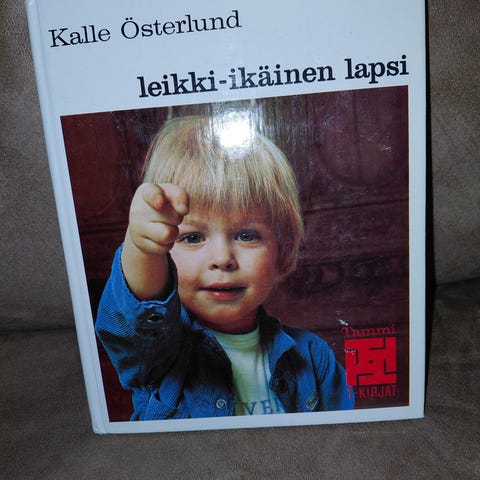 Kalle Österlund
leikki-ikäinen lapsi
Tammi
T-KIRJAT